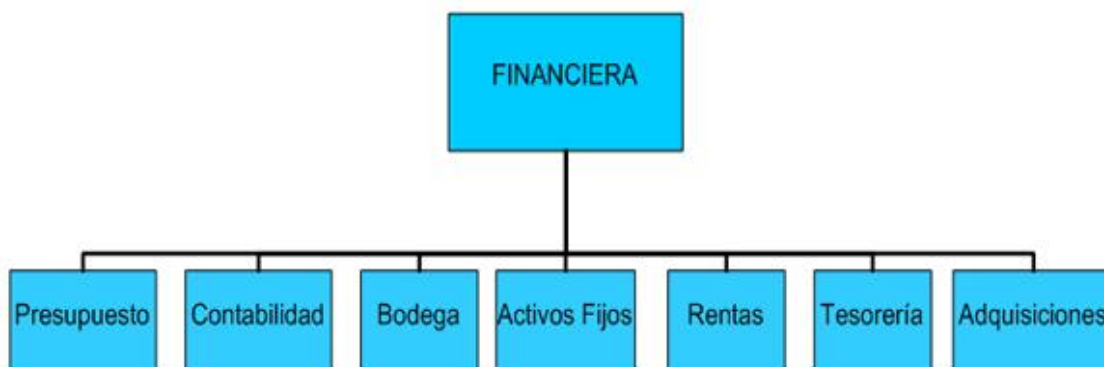 FINANCIERA
Presupuesto
Contabilidad
Bodega
Activos Fijos
Rentas
Tesorería
Adquisiciones